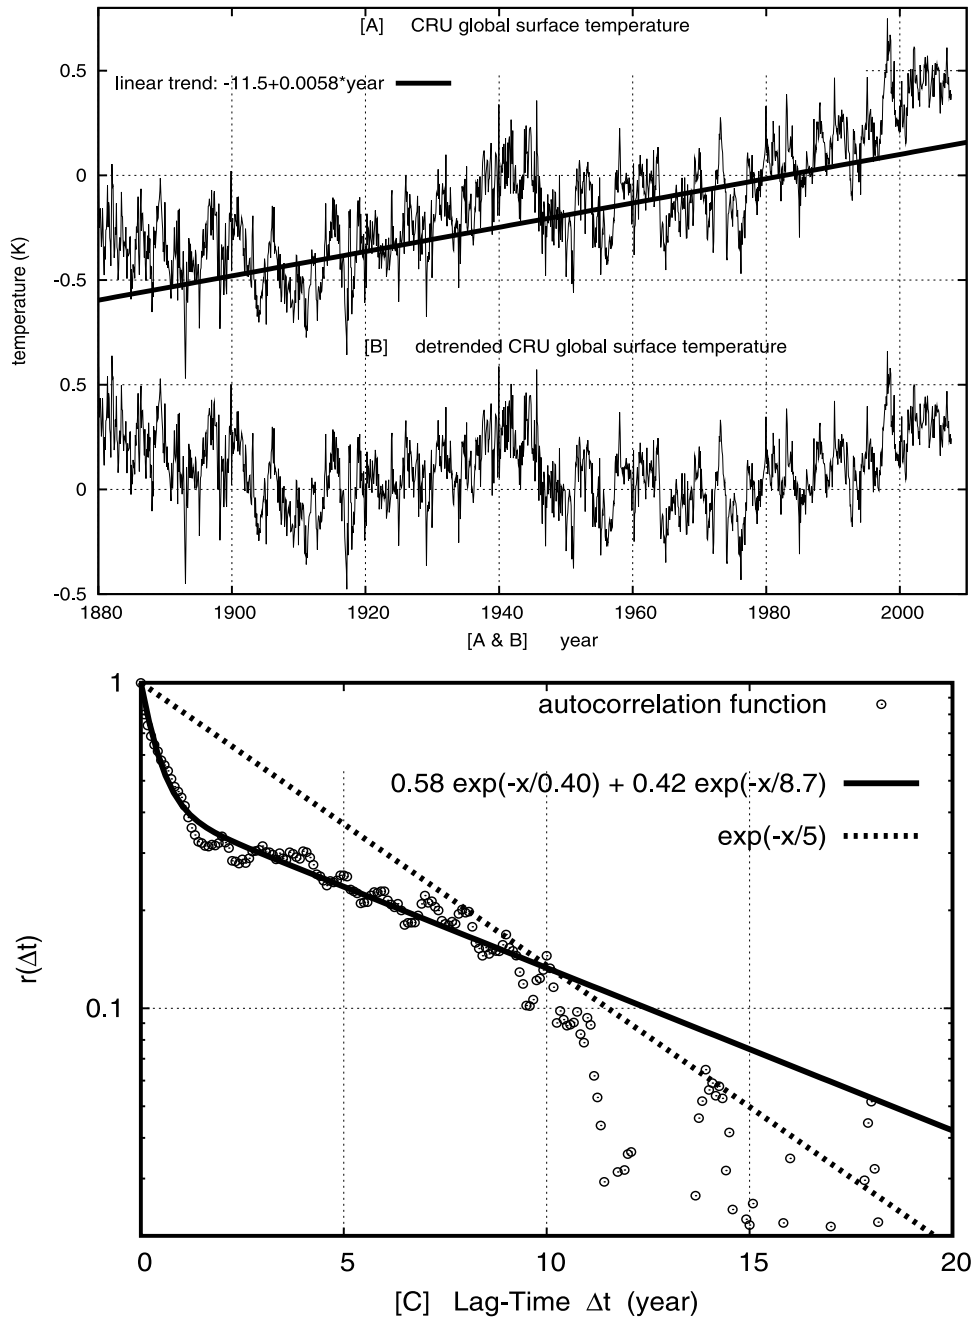 [A] CRU global surface temperature
linear trend: -11.5+0.0058*year
0.5
0
-0.5
temperature (K)
[B] detrended CRU global surface temperature
0.5
0
-0.5
1880 1900 1920 1940 1960 1980 2000
[A & B] year
1
autocorrelation function
0.58 exp(-x/0.40) + 0.42 exp(-x/8.7)
exp(-x/5)
r(Δt)
0.1
0 5 10 15 20
[C] Lag-Time Δt (year)